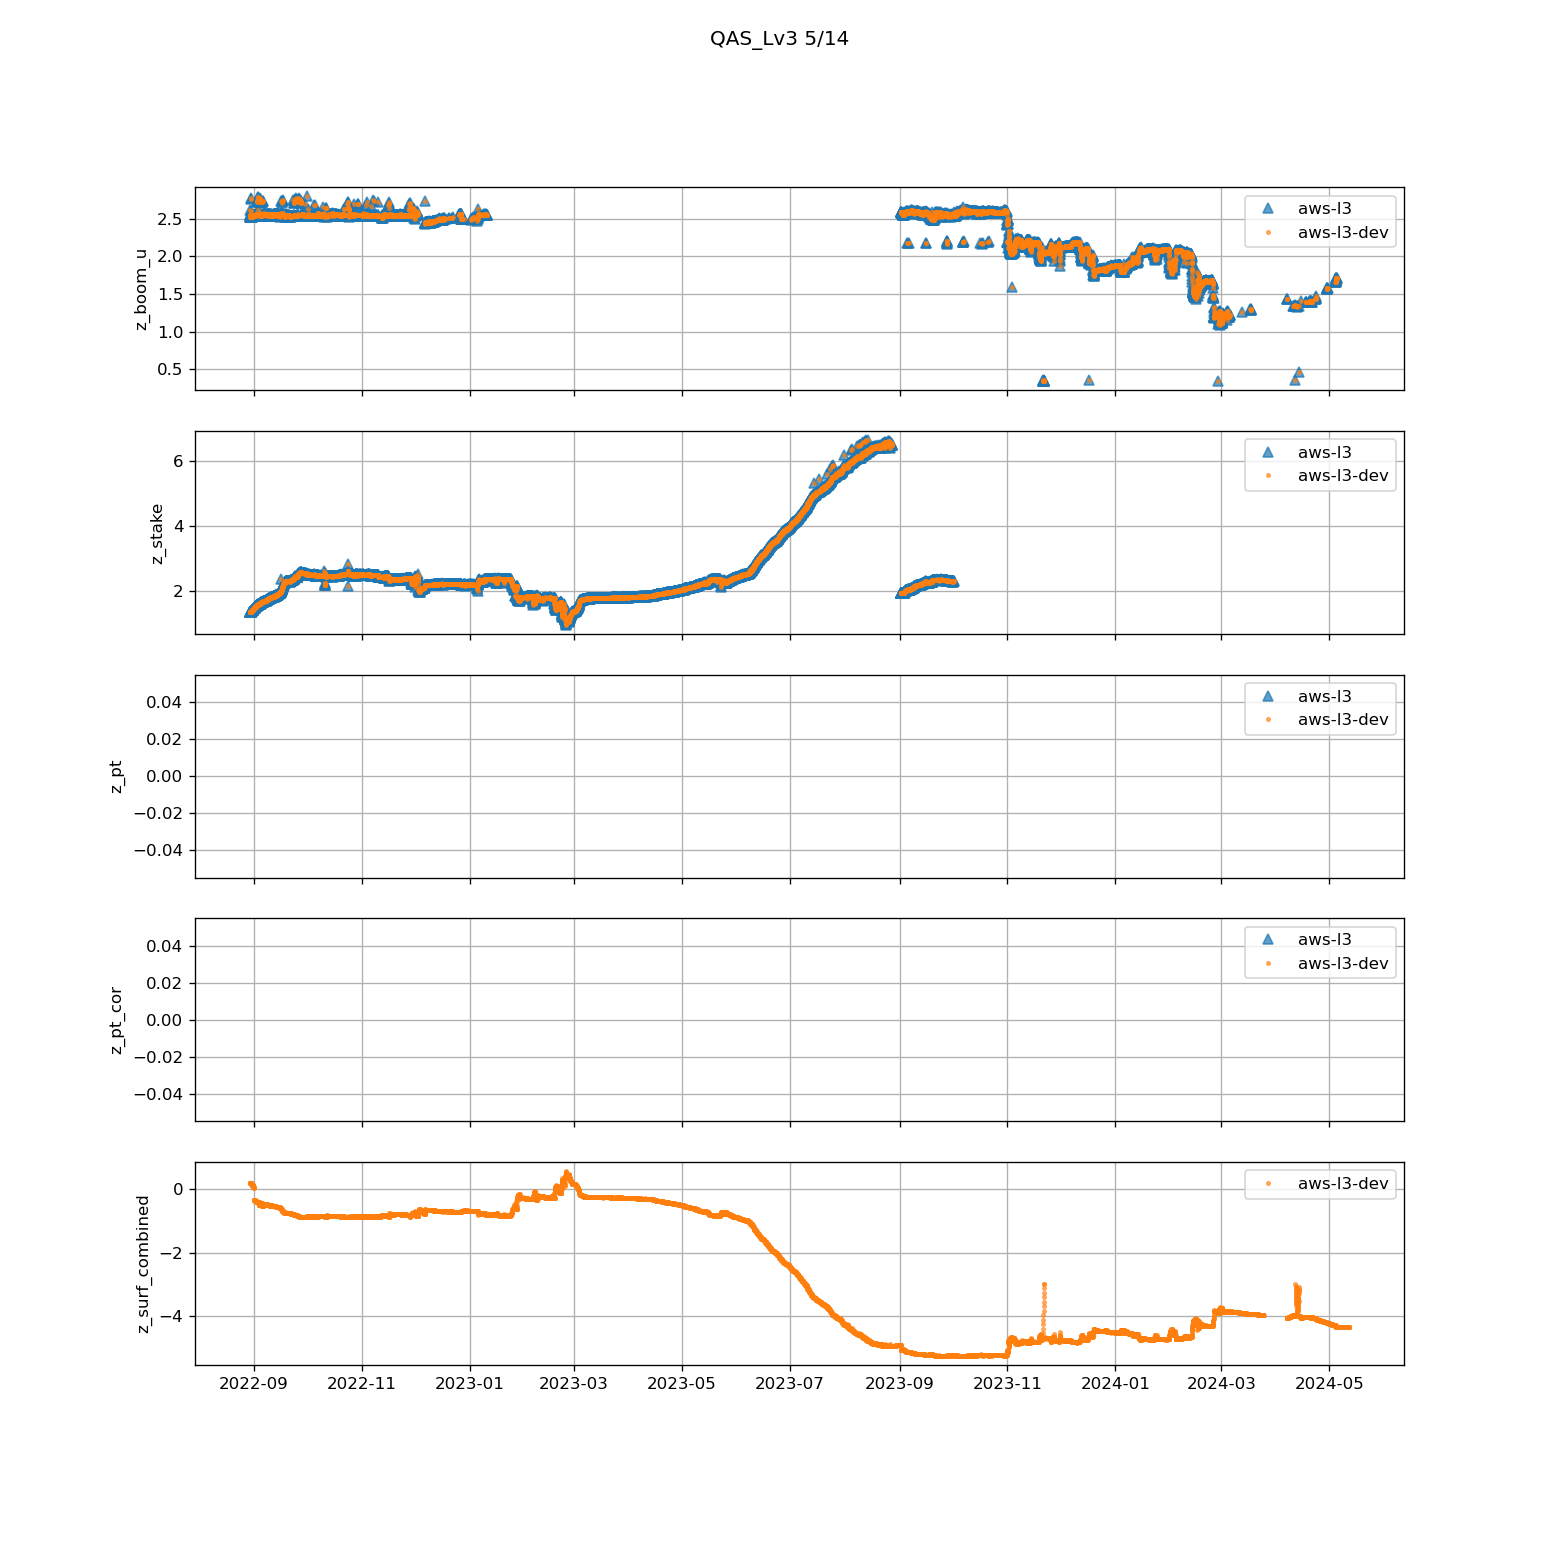 QAS_Lv3 5/14
z_boom_u
2.5
2.0
1.5
1.0
0.5
aws-l3
aws-l3-dev
z_stake
6
4
2
aws-l3
aws-l3-dev
z_pt
0.04
0.02
0.00
−0.02
−0.04
aws-l3
aws-l3-dev
z_pt_cor
0.04
0.02
0.00
−0.02
−0.04
aws-l3
aws-l3-dev
z_surf_combined
0
−2
−4
aws-l3-dev
2022-09 2022-11 2023-01 2023-03 2023-05 2023-07 2023-09 2023-11 2024-01 2024-03 2024-05